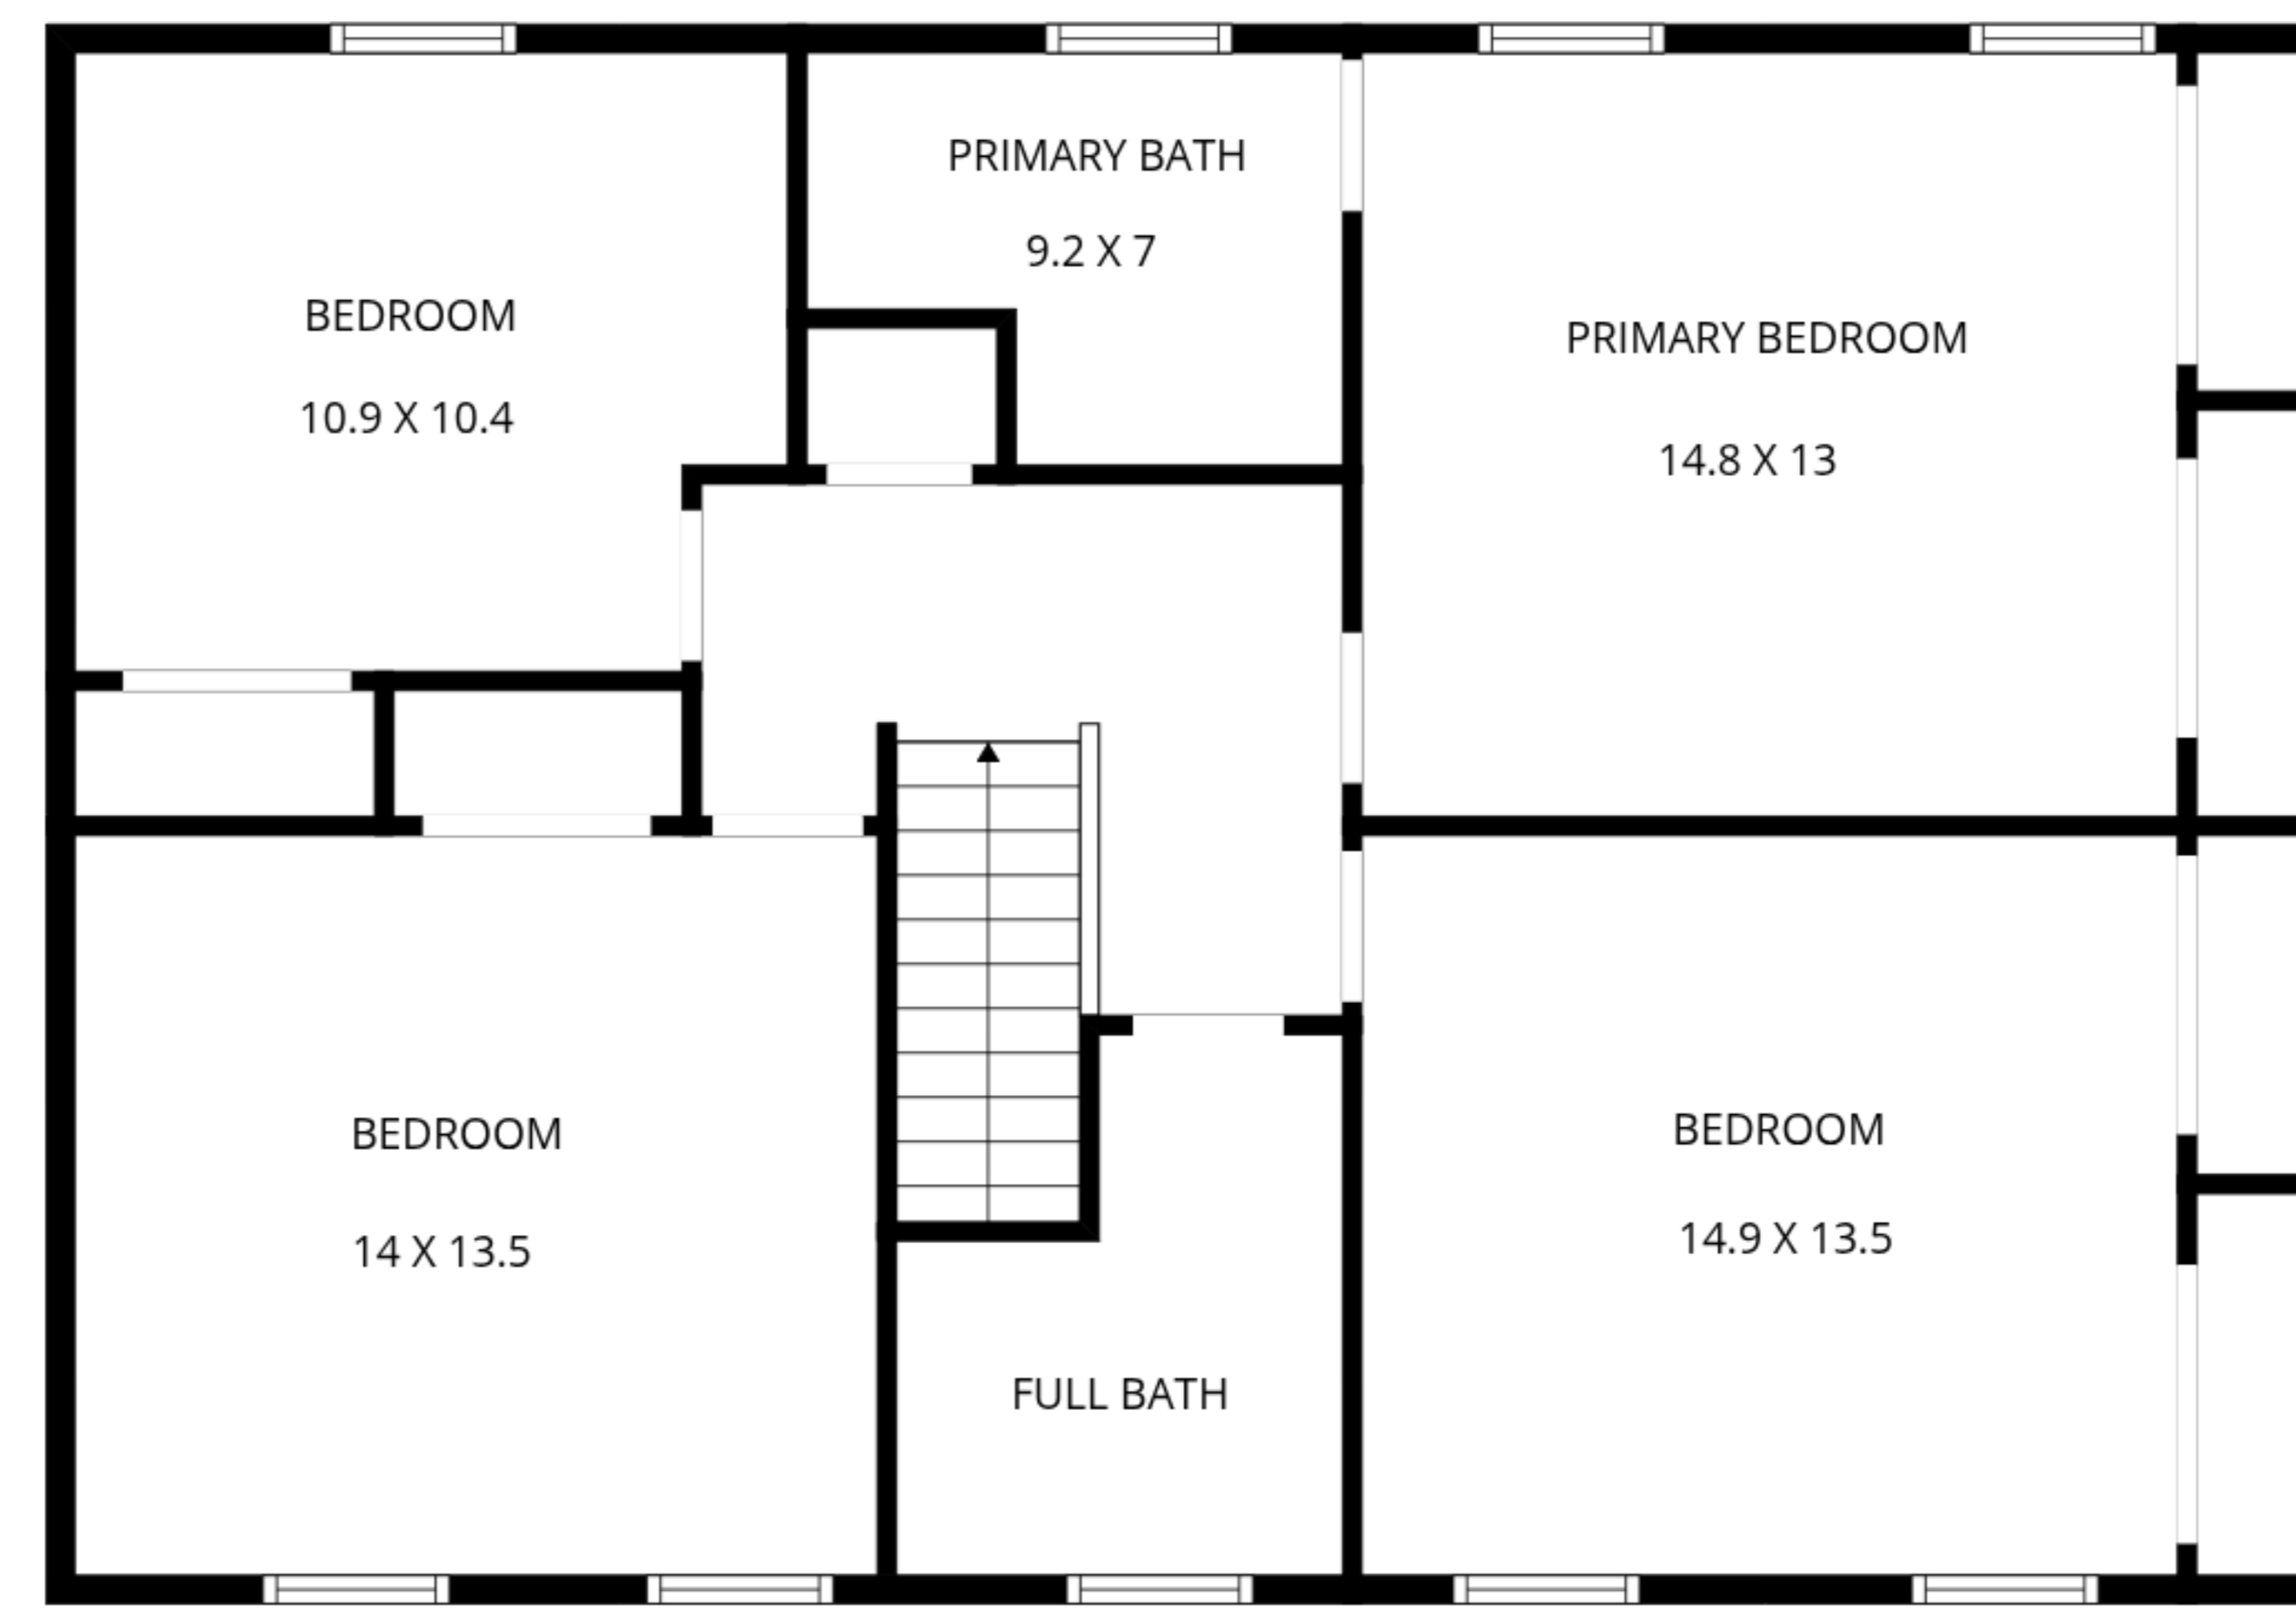 PRIMARY BATH
9.2 X 7
BEDROOM
10.9 X 10.4
PRIMARY BEDROOM
14.8 X 13
BEDROOM
14 X 13.5
BEDROOM
14.9 X 13.5
FULL BATH